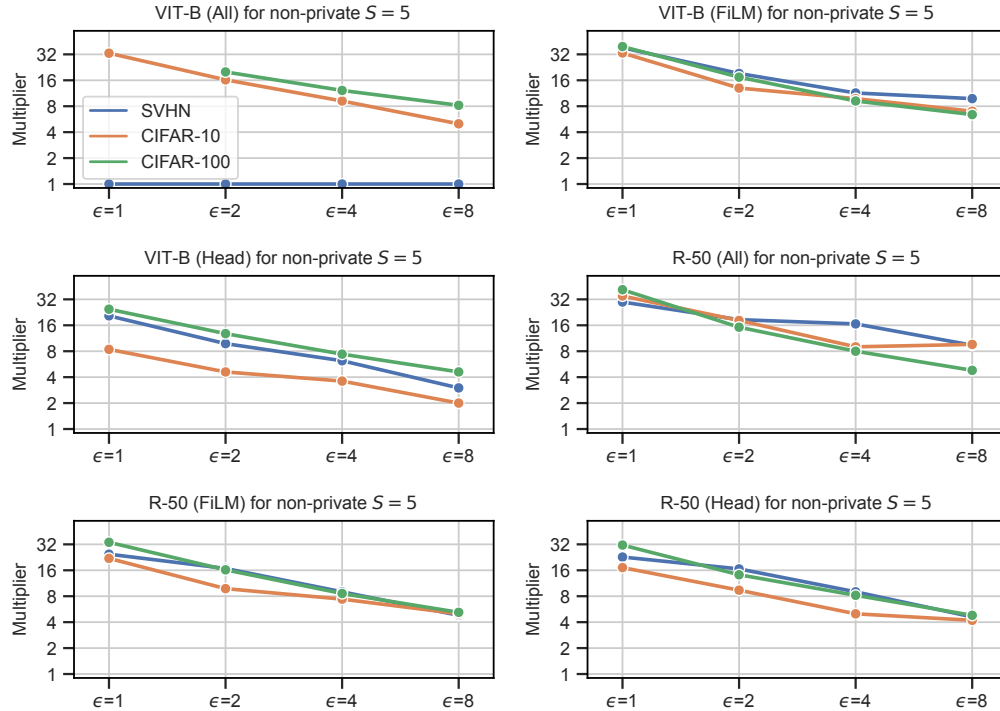 VIT-B (All) for non-private S = 5
Multiplier
32
16
8
4
2
1
SVHN
CIFAR-10
CIFAR-100
ϵ=1
ϵ=2
ϵ=4
ϵ=8
VIT-B (FiLM) for non-private S = 5
Multiplier
32
16
8
4
2
1
ϵ=1
ϵ=2
ϵ=4
ϵ=8
VIT-B (Head) for non-private S = 5
Multiplier
32
16
8
4
2
1
ϵ=1
ϵ=2
ϵ=4
ϵ=8
R-50 (All) for non-private S = 5
Multiplier
32
16
8
4
2
1
ϵ=1
ϵ=2
ϵ=4
ϵ=8
R-50 (FiLM) for non-private S = 5
Multiplier
32
16
8
4
2
1
ϵ=1
ϵ=2
ϵ=4
ϵ=8
R-50 (Head) for non-private S = 5
Multiplier
32
16
8
4
2
1
ϵ=1
ϵ=2
ϵ=4
ϵ=8